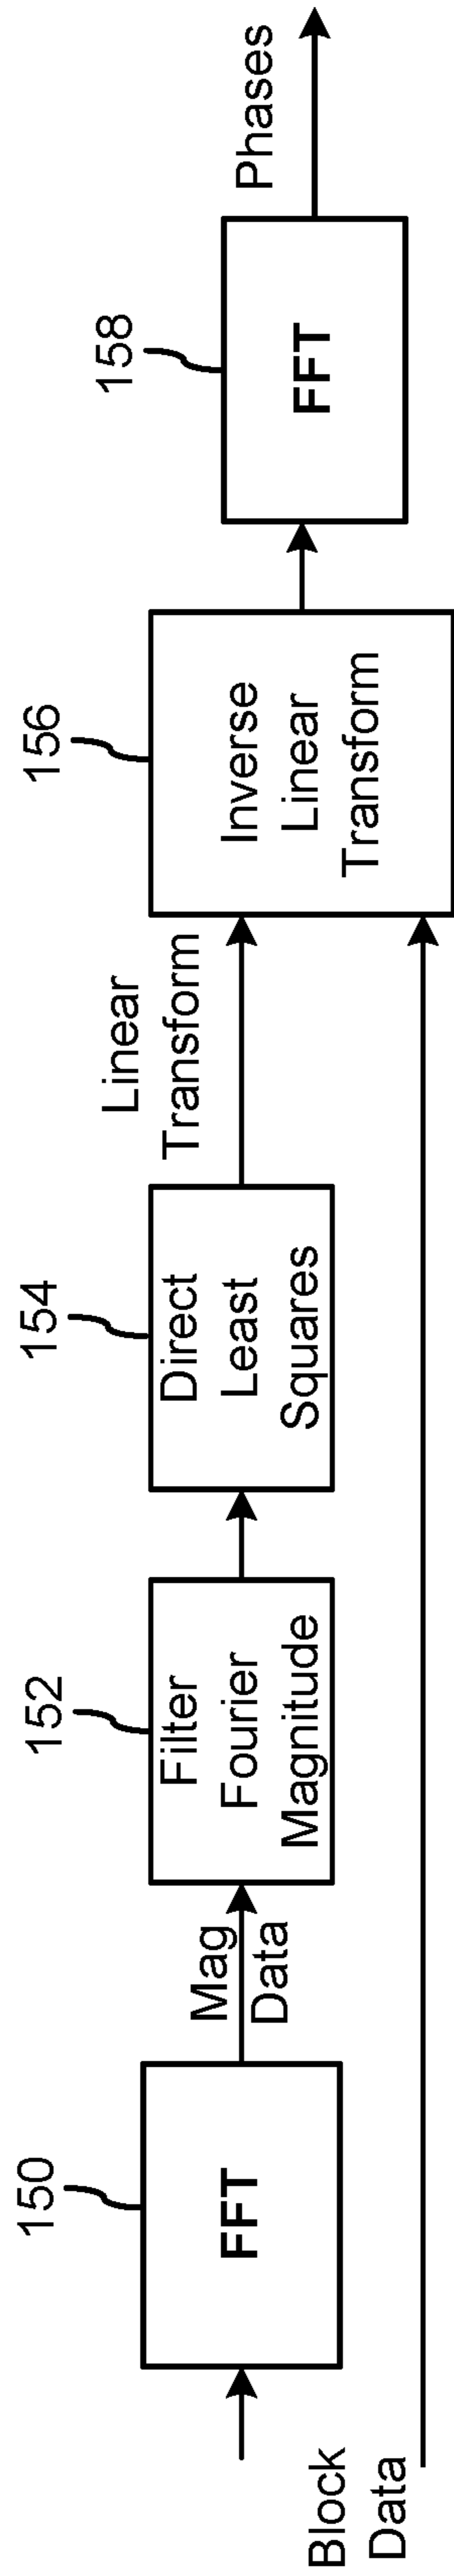 150
FFT
Mag
Data
152
Filter
Fourier
Magnitude
154
Direct
Least
Squares
Linear
Transform
156
Inverse
Linear
Transform
158
FFT
Phases
Block
Data